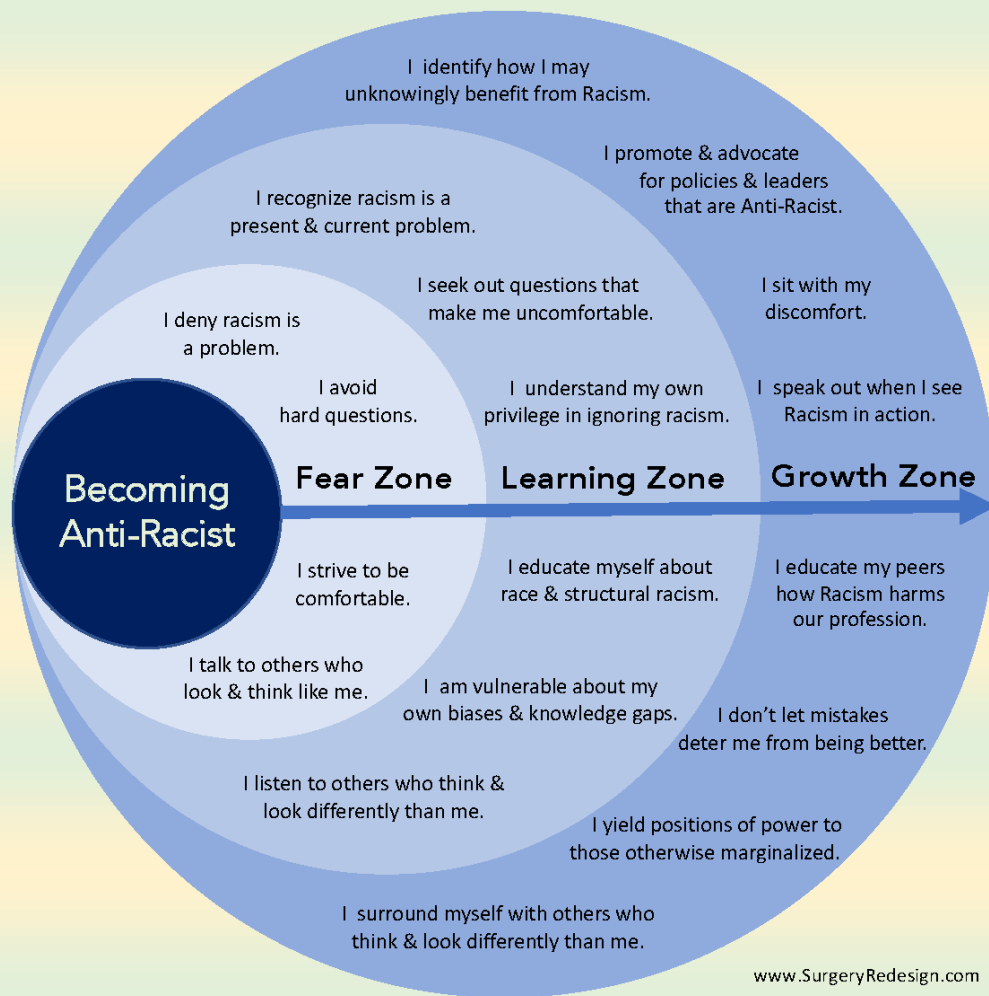 I identify how I may
unknowingly benefit from Racism.
I promote & advocate
for policies & leaders
that are Anti-Racist.
I recognize racism is a
present & current problem.
I seek out questions that
make me uncomfortable.
I sit with my
discomfort.
I deny racism is
a problem.
I avoid
hard questions.
I understand my own
privilege in ignoring racism.
I speak out when I see
Racism in action.
Becoming
Anti-Racist
Fear Zone
Learning Zone
Growth Zone
I strive to be
comfortable.
I educate myself about
race & structural racism.
I educate my peers
how Racism harms
our profession.
I talk to others who
look & think like me.
I am vulnerable about my
own biases & knowledge gaps.
I don’t let mistakes
deter me from being better.
I listen to others who think &
look differently than me.
I yield positions of power to
those otherwise marginalized.
I surround myself with others who
think & look differently than me.
www.SurgeryRedesign.com